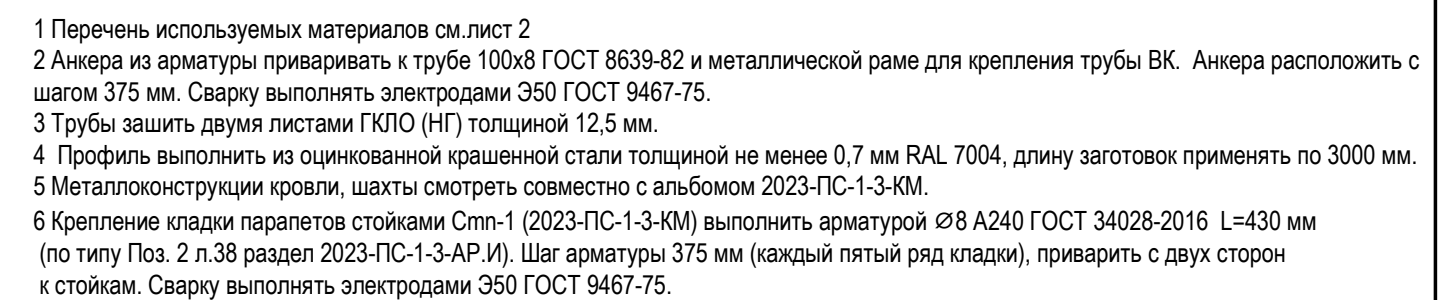 1 Перечень используемых материалов см.лист 2
2 Анкера из арматуры приваривать к трубе 100х8 ГОСТ 8639-82 и металлической раме для крепления трубы ВК. Анкера расположить с
шагом 375 мм. Сварку выполнять электродами Э50 ГОСТ 9467-75.
3 Трубы зашить двумя листами ГКЛО (НГ) толщиной 12,5 мм.
4 Профиль выполнить из оцинкованной крашенной стали толщиной не менее 0,7 мм RAL 7004, длину заготовок применять по 3000 мм.
5 Металлоконструкции кровли, шахты смотреть совместно с альбомом 2023-ПС-1-3-КМ.
6 Крепление кладки парапетов стойками Cmn-1 (2023-ПС-1-3-КМ) выполнить арматурой ∅8 А240 ГОСТ 34028-2016 L=430 мм
(по типу Поз. 2 л.38 раздел 2023-ПС-1-3-АР.И). Шаг арматуры 375 мм (каждый пятый ряд кладки), приварить с двух сторон
к стойкам. Сварку выполнять электродами Э50 ГОСТ 9467-75.